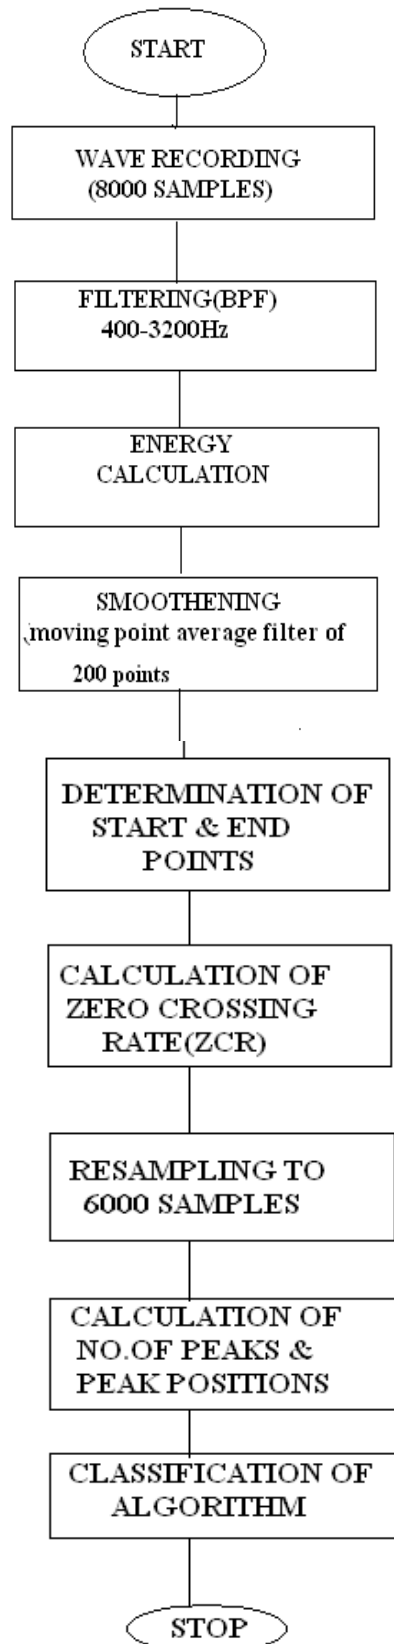 START
WAVE RECORDING
(8000 SAMPLES)
FILTERING(BPF)
400-3200Hz
ENERGY
CALCULATION
SMOOTHENING
(moving point average filter of
200 points
DETERMINATION OF
START & END
POINTS
CALCULATION OF
ZERO CROSSING
RATE(ZCR)
RESAMPLING TO
6000 SAMPLES
CALCULATION OF
NO.OF PEAKS &
PEAK POSITIONS
CLASSIFICATION OF
ALGORITHM
STOP